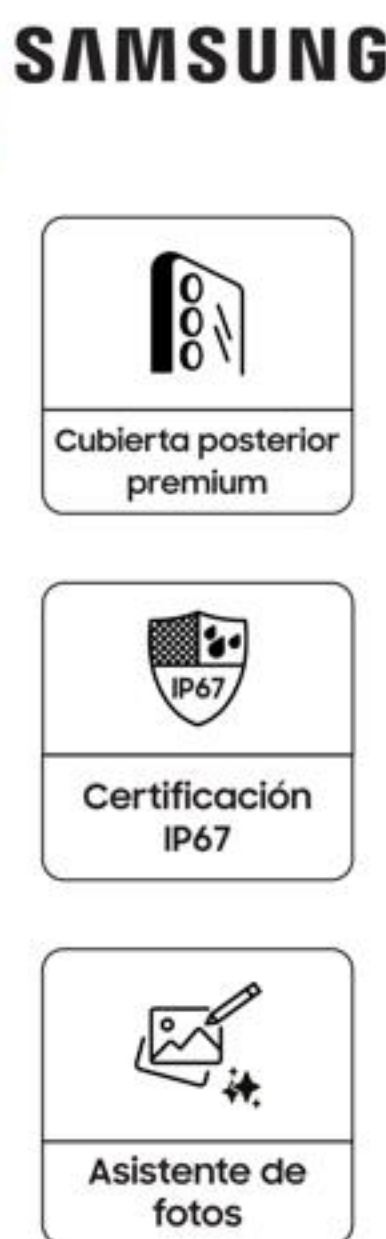 SAMSUNG
Cubierta posterior
premium
IP67
Certificación
IP67
Asistente de
fotos